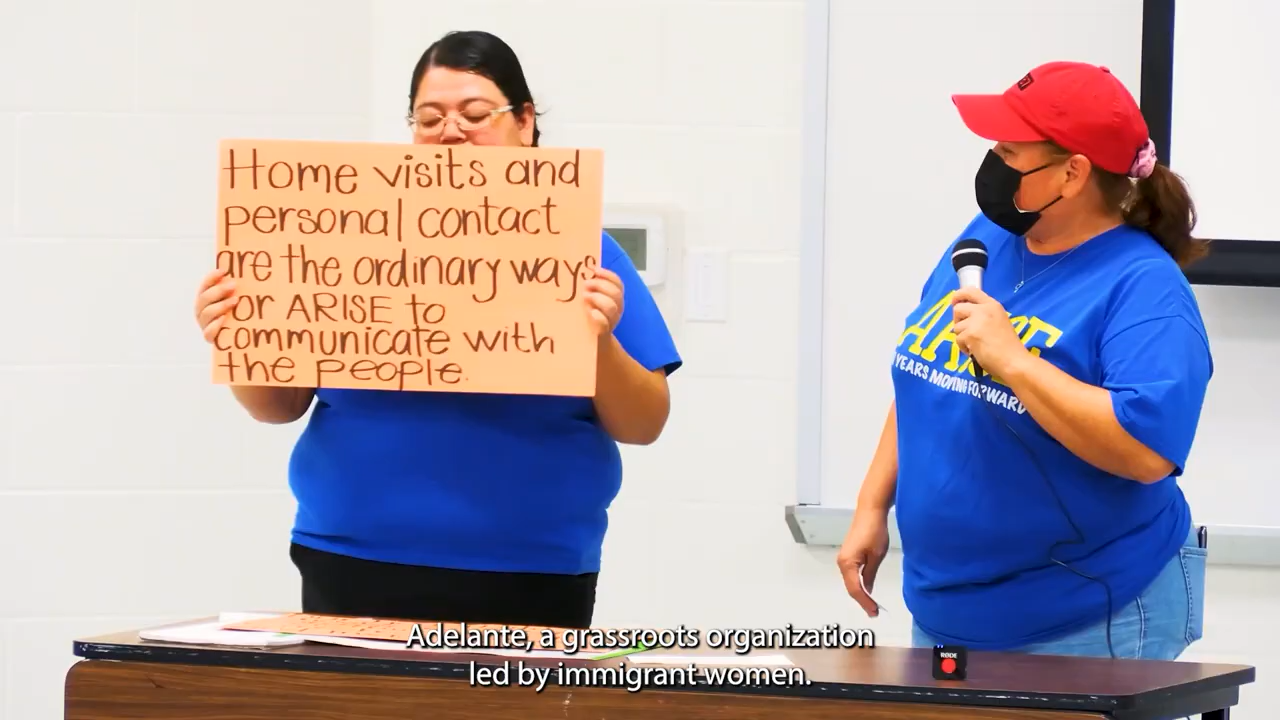 Home visits and
personal contact
are the ordinary ways
for ARISE to
communicate with
the people.
YEARS MOVING FORWARD
RODE
Adelante, a grassroots organization
led by immigrant women.